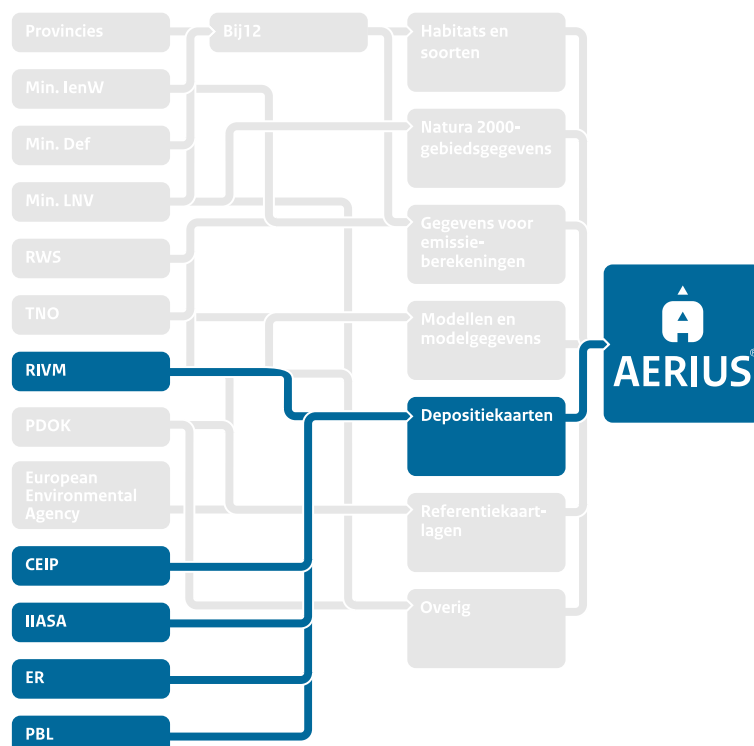 Provincies
Min. IenW
Min. Def
Min. LNV
RWS
TNO
RIVM
PDOK
European
Environmental
Agency
CEIP
IIASA
ER
PBL
Bij12
Habitats en
soorten
Natura 2000-
gebiedsgegevens
Gegevens voor
emissie-
berekeningen
Modellen en
modelgegevens
Depositiekaarten
Referentiekaart-
lagen
Overig
AERIUS®